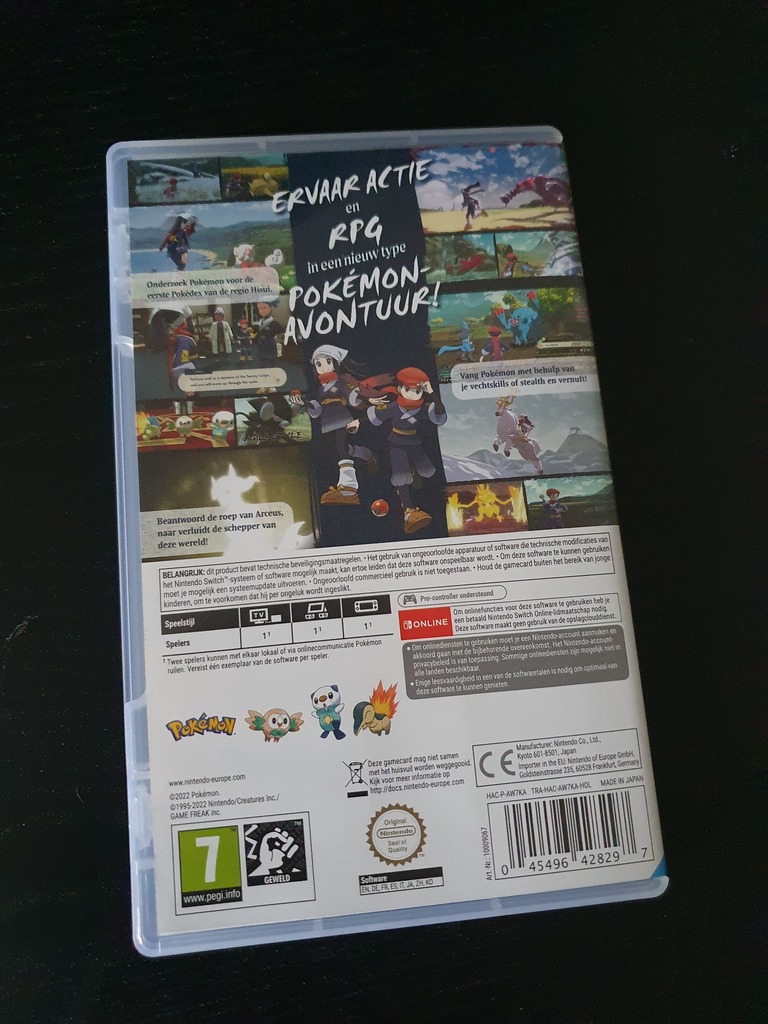 ERVAAR ACTIE
en
RPG
in een nieuw type
POKÉMON-
AVONTUUR!
Onderzoek Pokémon voor de
eerste Pokédex van de regio Hisui.
Vang Pokémon met behulp van
je vechtskills of stealth en vernuft!
Beantwoord de roep van Arceus,
naar verluidt de schepper van
deze wereld!
BELANGRIJK: dit product bevat technische beveiligingsmaatregelen. • Het gebruik van ongeoorloofde apparatuur of software die technische modificaties van
het Nintendo Switch™-systeem of software mogelijk maakt, kan ertoe leiden dat deze software onspeelbaar wordt. • Om deze software te kunnen gebruiken
moet je mogelijk een systeemupdate uitvoeren. • Ongeoorloofd commercieel gebruik is niet toegestaan. • Houd de gamecard buiten het bereik van jonge
kinderen, om te voorkomen dat hij per ongeluk wordt ingeslikt.
Speelstijl
TV
Spelers
1¹
1¹
1¹
¹ Twee spelers kunnen met elkaar lokaal of via onlinecommunicatie Pokémon
ruilen. Vereist één exemplaar van de software per speler.
Pro-controller ondersteund
ONLINE
Om onlinefuncties voor deze software te gebruiken heb je
een betaald Nintendo Switch Online-lidmaatschap nodig.
Deze software maakt geen gebruik van de opslagclouddienst.
• Om onlinediensten te gebruiken moet je een Nintendo-account aanmaken en
akkoord gaan met de bijbehorende overeenkomst. Het Nintendo-account-
privacybeleid is van toepassing. Sommige onlinediensten zijn mogelijk niet in
alle landen beschikbaar.
• Enige leesvaardigheid in een van de softwaretalen is nodig om optimaal van
deze software te kunnen genieten.
POKÉMON
www.nintendo-europe.com
©2022 Pokémon.
©1995-2022 Nintendo/Creatures Inc./
GAME FREAK inc.
Deze gamecard mag niet samen
met het huisvuil worden weggegooid.
Kijk voor meer informatie op
http://docs.nintendo-europe.com
CE
Manufacturer: Nintendo Co., Ltd.,
Kyoto 601-8501, Japan
Importer in the EU: Nintendo of Europe GmbH,
Goldsteinstrasse 235, 60528 Frankfurt, Germany
HAC-P-AW7KA TRA-HAC-AW7KA-HOL MADE IN JAPAN
7
www.pegi.info
GEWELD
Original
Nintendo
Seal of
Quality
Software
EN, DE, FR, ES, IT, JA, ZH, KO
Art.-Nr.: 10009067
0 45496 42829 7